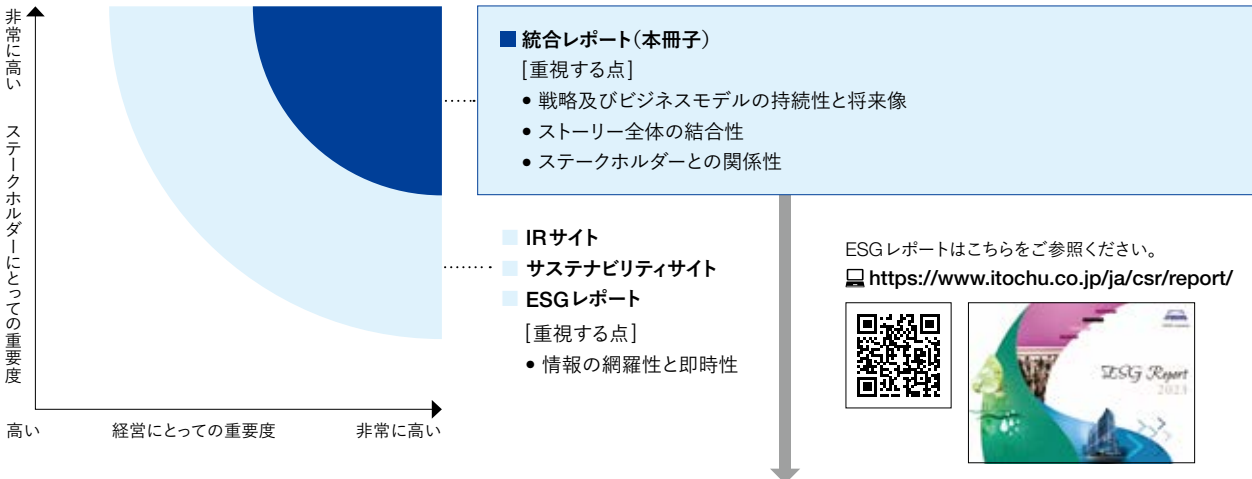 非常に高い
ステークホルダーにとっての重要度
高い
経営にとっての重要度
非常に高い
統合レポート(本冊子)
[重視する点]
• 戦略及びビジネスモデルの持続性と将来像
• ストーリー全体の結合性
• ステークホルダーとの関係性
IRサイト
サステナビリティサイト
ESGレポート
[重視する点]
• 情報の網羅性と即時性
ESGレポートはこちらをご参照ください。
https://www.itochu.co.jp/ja/csr/report/
ESG Report
2023